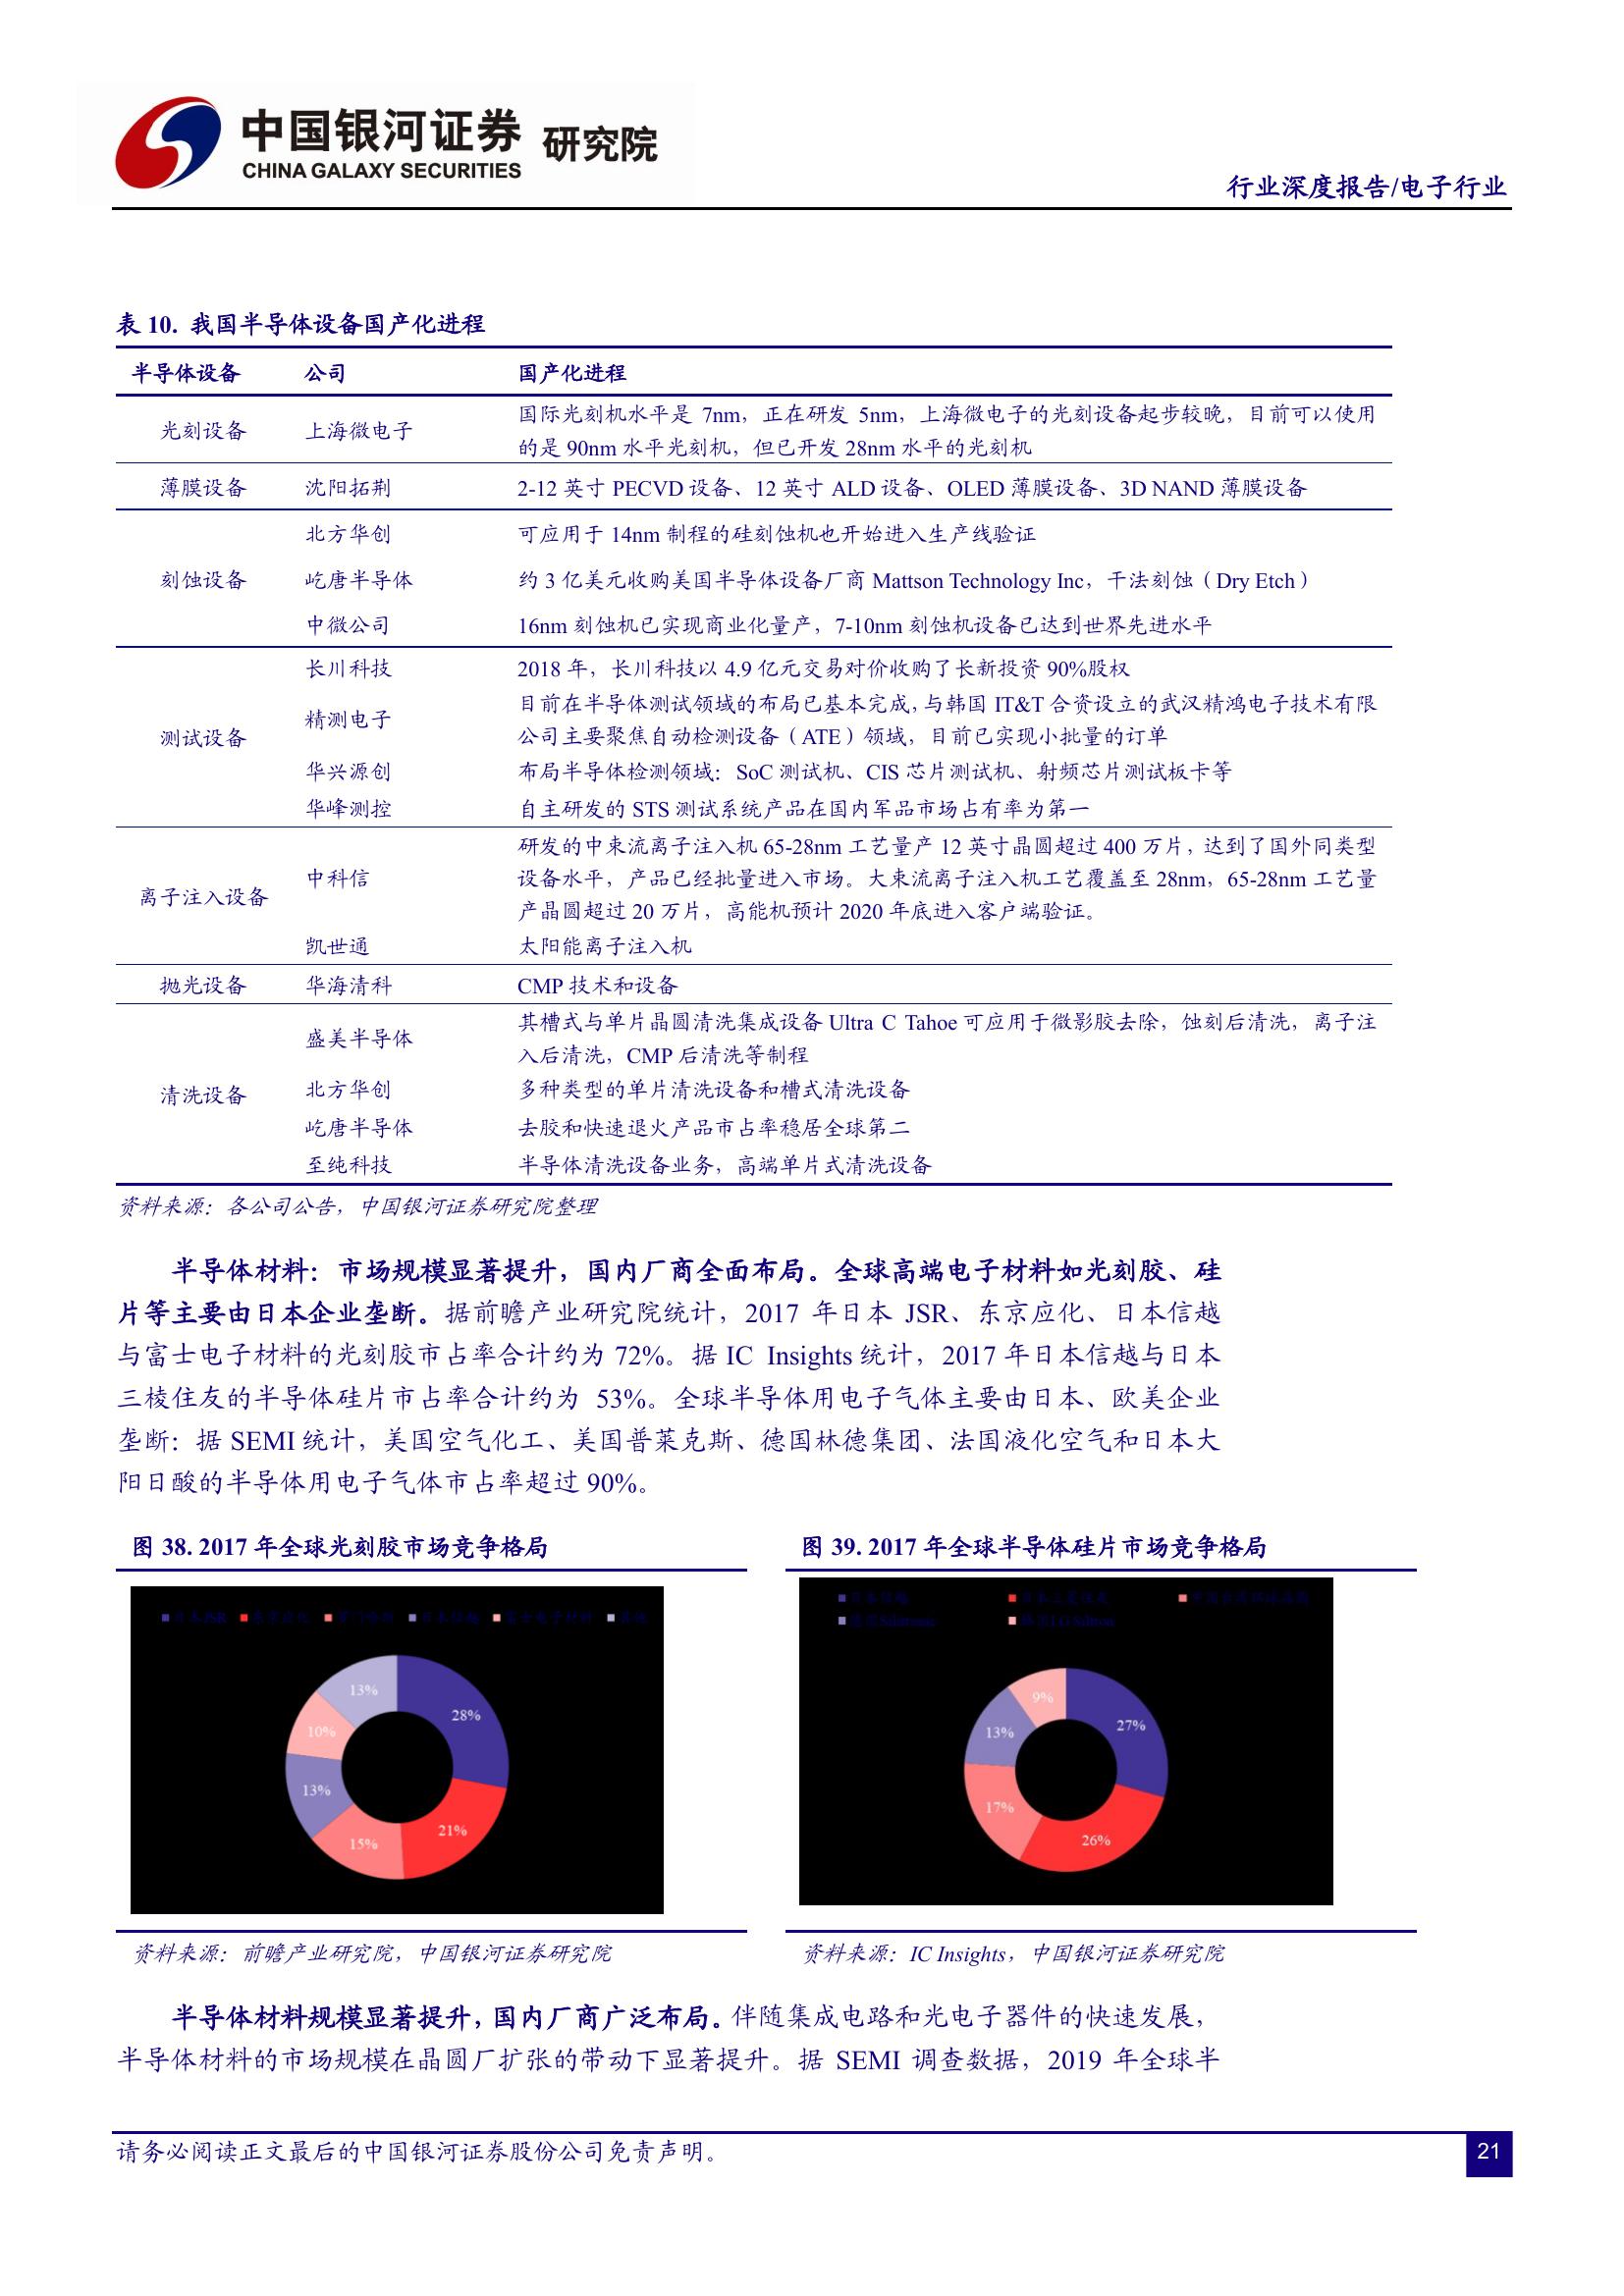 中国银河证券 研究院
CHINA GALAXY SECURITIES
行业深度报告/电子行业
表 10. 我国半导体设备国产化进程
半导体设备 公司 国产化进程
光刻设备 上海微电子 国际光刻机水平是 7nm，正在研发 5nm，上海微电子的光刻设备起步较晚，目前可以使用
的是 90nm 水平光刻机，但已开发 28nm 水平的光刻机
薄膜设备 沈阳拓荆 2-12 英寸 PECVD 设备、12 英寸 ALD 设备、OLED 薄膜设备、3D NAND 薄膜设备
北方华创 可应用于 14nm 制程的硅刻蚀机也开始进入生产线验证
刻蚀设备 屹唐半导体 约 3 亿美元收购美国半导体设备厂商 Mattson Technology Inc，干法刻蚀（Dry Etch）
中微公司 16nm 刻蚀机已实现商业化量产，7-10nm 刻蚀机设备已达到世界先进水平
长川科技 2018 年，长川科技以 4.9 亿元交易对价收购了长新投资 90%股权
测试设备 精测电子 目前在半导体测试领域的布局已基本完成，与韩国 IT&T 合资设立的武汉精鸿电子技术有限
公司主要聚焦自动检测设备（ATE）领域，目前已实现小批量的订单
华兴源创 布局半导体检测领域：SoC 测试机、CIS 芯片测试机、射频芯片测试板卡等
华峰测控 自主研发的 STS 测试系统产品在国内军品市场占有率为第一
离子注入设备 中科信 研发的中束流离子注入机 65-28nm 工艺量产 12 英寸晶圆超过 400 万片，达到了国外同类型
设备水平，产品已经批量进入市场。大束流离子注入机工艺覆盖至 28nm，65-28nm 工艺量
产晶圆超过 20 万片，高能机预计 2020 年底进入客户端验证。
凯世通 太阳能离子注入机
抛光设备 华海清科 CMP 技术和设备
清洗设备 盛美半导体 其槽式与单片晶圆清洗集成设备 Ultra C Tahoe 可应用于微影胶去除，蚀刻后清洗，离子注
入后清洗，CMP 后清洗等制程
北方华创 多种类型的单片清洗设备和槽式清洗设备
屹唐半导体 去胶和快速退火产品市占率稳居全球第二
至纯科技 半导体清洗设备业务，高端单片式清洗设备
资料来源：各公司公告，中国银河证券研究院整理
半导体材料：市场规模显著提升，国内厂商全面布局。全球高端电子材料如光刻胶、硅
片等主要由日本企业垄断。据前瞻产业研究院统计，2017 年日本 JSR、东京应化、日本信越
与富士电子材料的光刻胶市占率合计约为 72%。据 IC Insights 统计，2017 年日本信越与日本
三棱住友的半导体硅片市占率合计约为 53%。全球半导体用电子气体主要由日本、欧美企业
垄断：据 SEMI 统计，美国空气化工、美国普莱克斯、德国林德集团、法国液化空气和日本大
阳日酸的半导体用电子气体市占率超过 90%。
图 38. 2017 年全球光刻胶市场竞争格局
28%
21%
15%
13%
10%
13%
资料来源：前瞻产业研究院，中国银河证券研究院
图 39. 2017 年全球半导体硅片市场竞争格局
27%
26%
17%
13%
9%
资料来源：IC Insights，中国银河证券研究院
半导体材料规模显著提升，国内厂商广泛布局。伴随集成电路和光电子器件的快速发展，
半导体材料的市场规模在晶圆厂扩张的带动下显著提升。据 SEMI 调查数据，2019 年全球半
请务必阅读正文最后的中国银河证券股份公司免责声明。
21